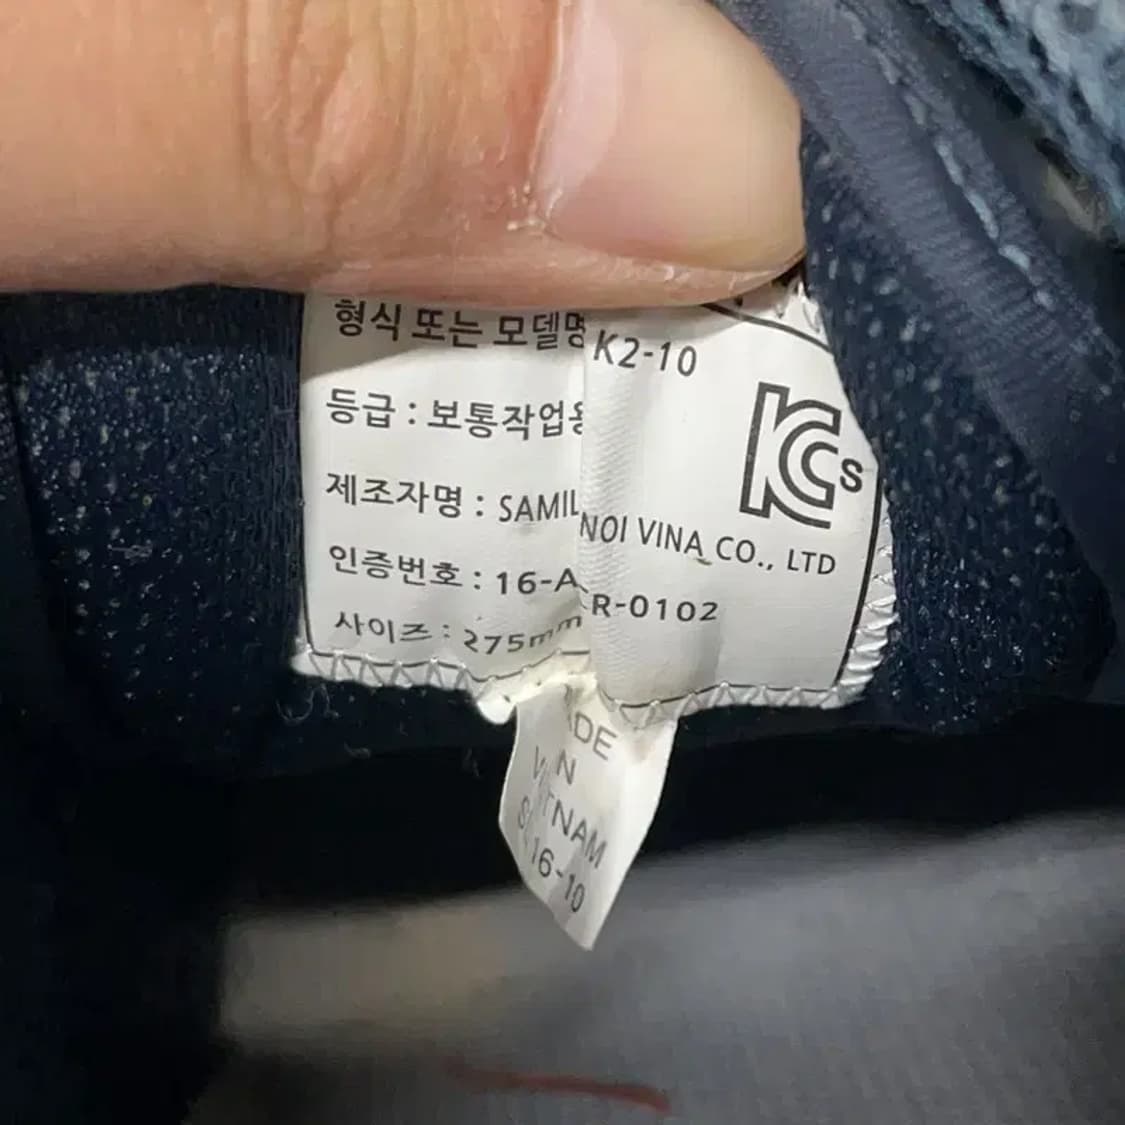 형식 또는 모델명 K2-10
등급 : 보통작업용
KCs
제조자명 : SAMIL NOI VINA CO., LTD
인증번호 : 16-A R-0102
사이즈 : 275mm
ADE
N
TNAM
16-10